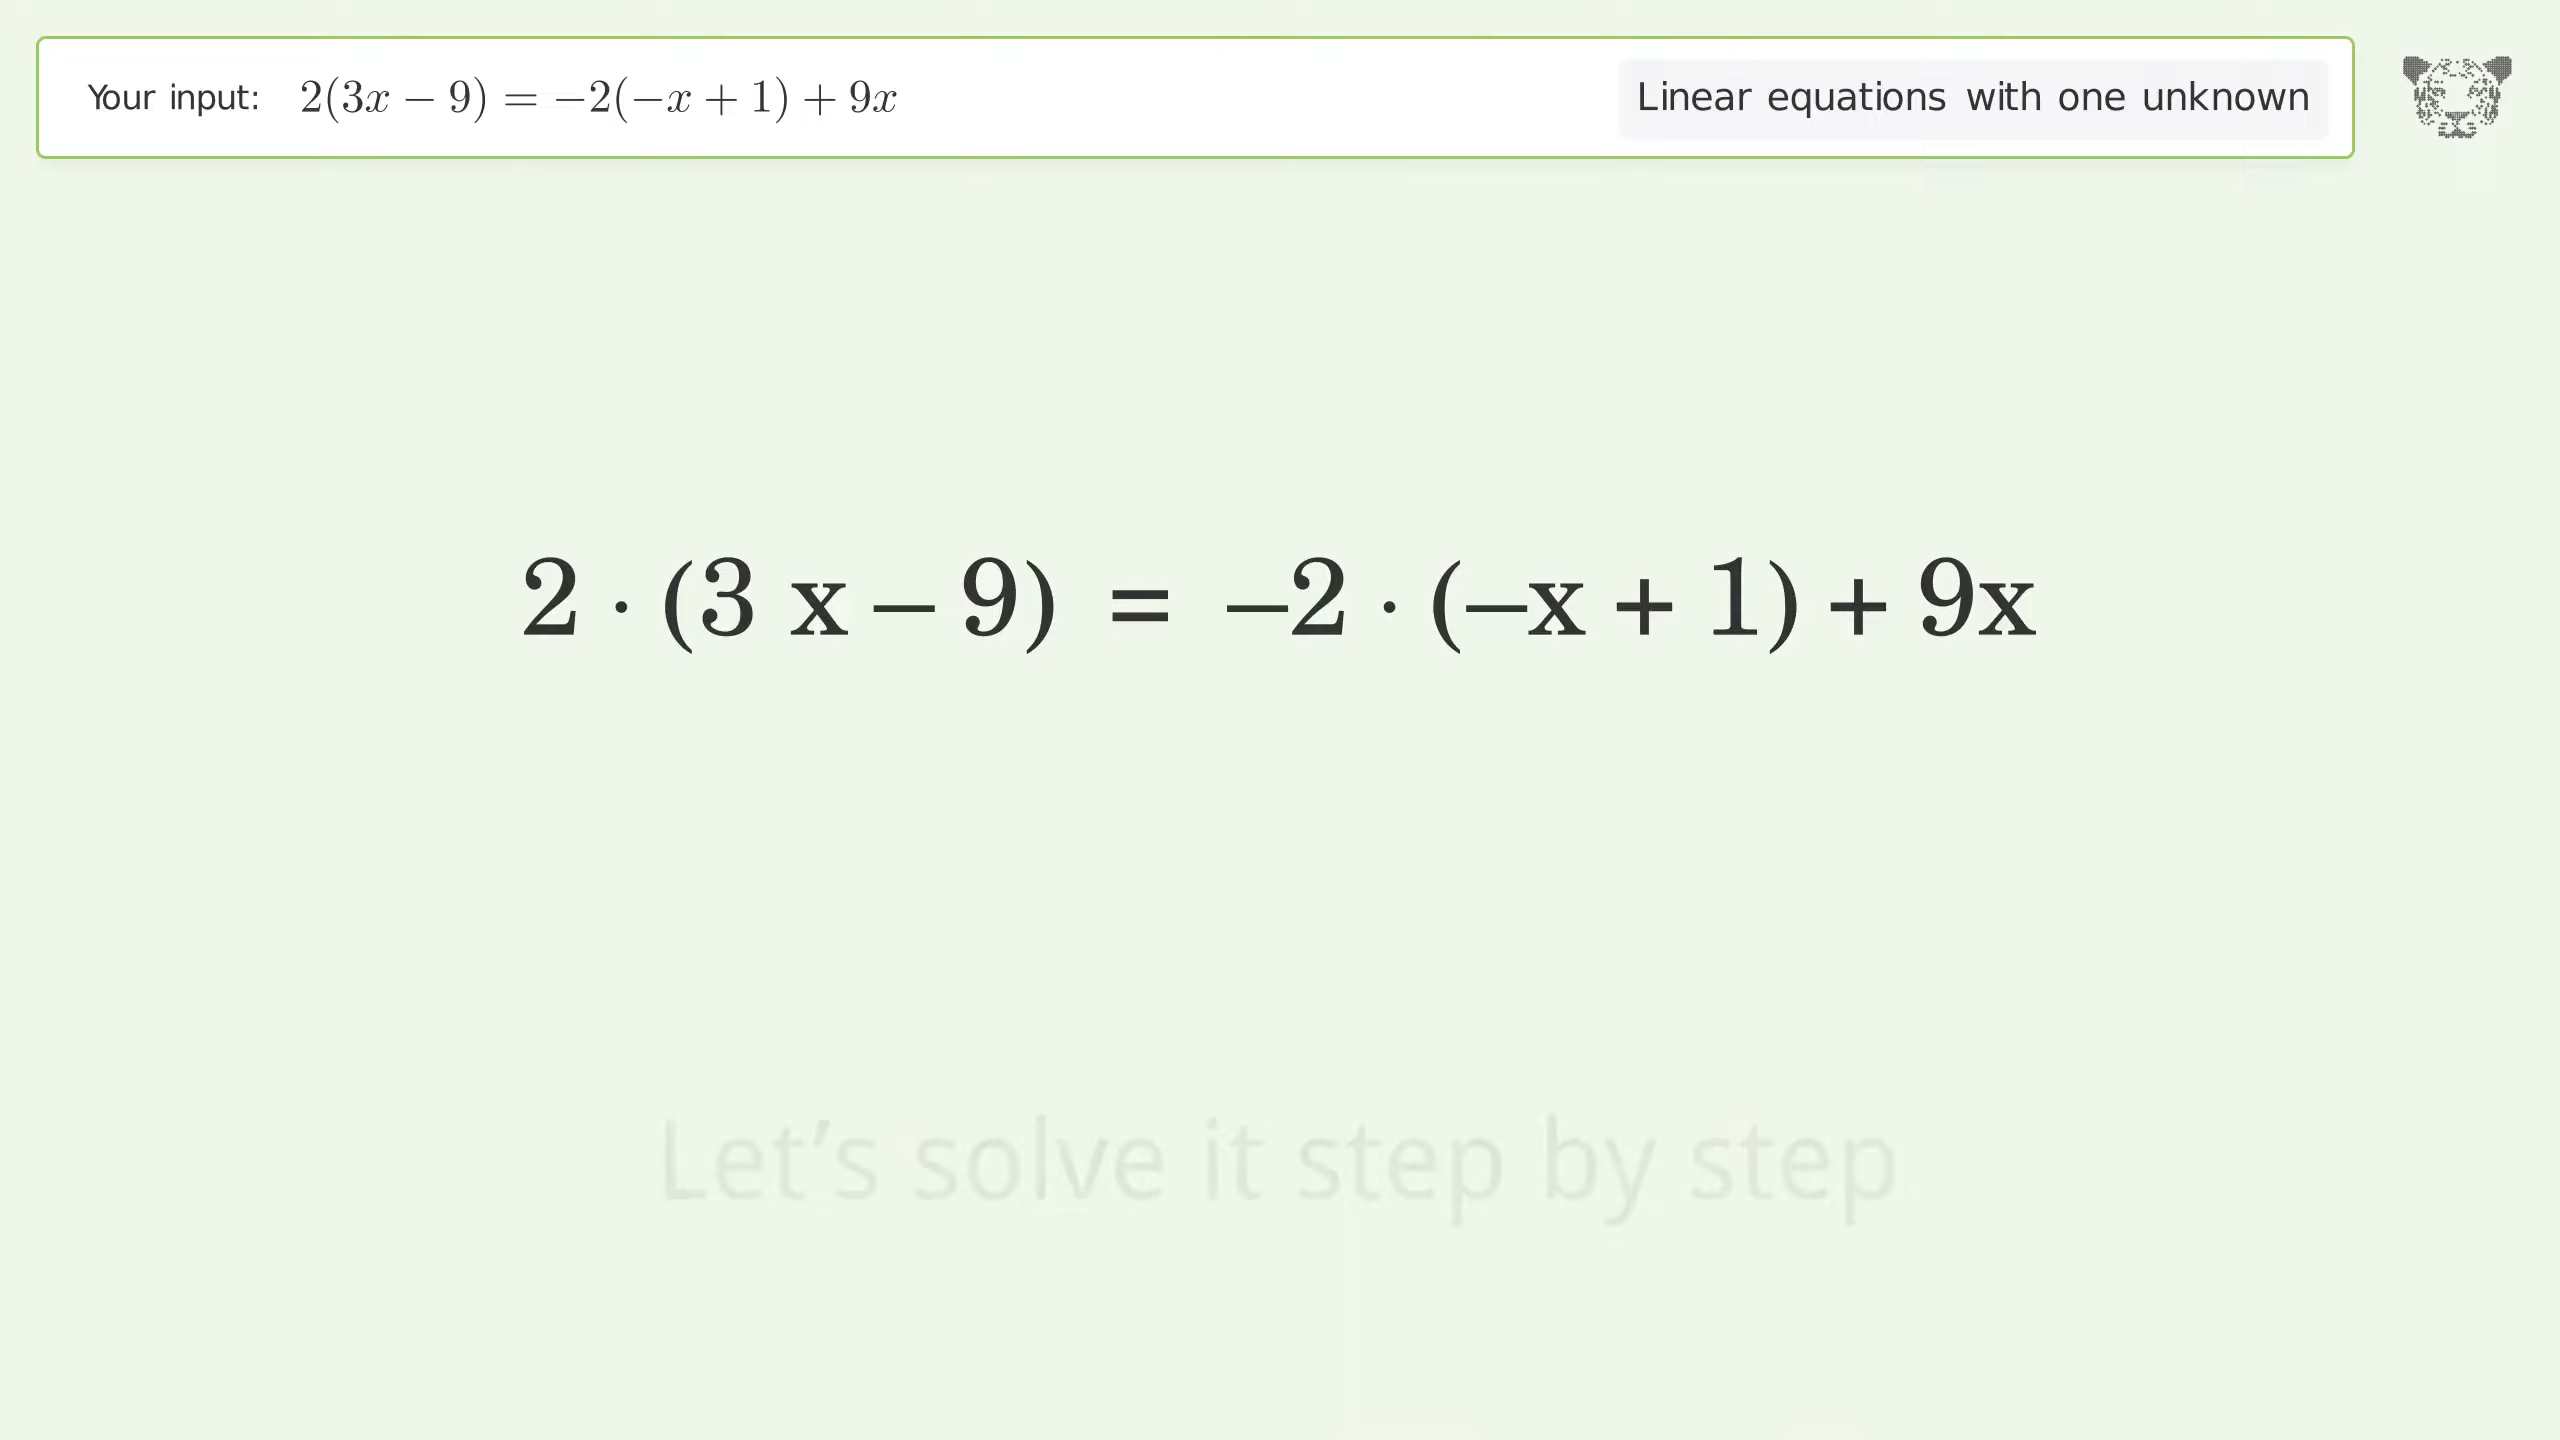 Your input: 2(3x − 9) = −2(−x + 1) + 9x
Linear equations with one unknown
2 · (3 x – 9) = –2 · (–x + 1) + 9x
Let’s solve it step by step